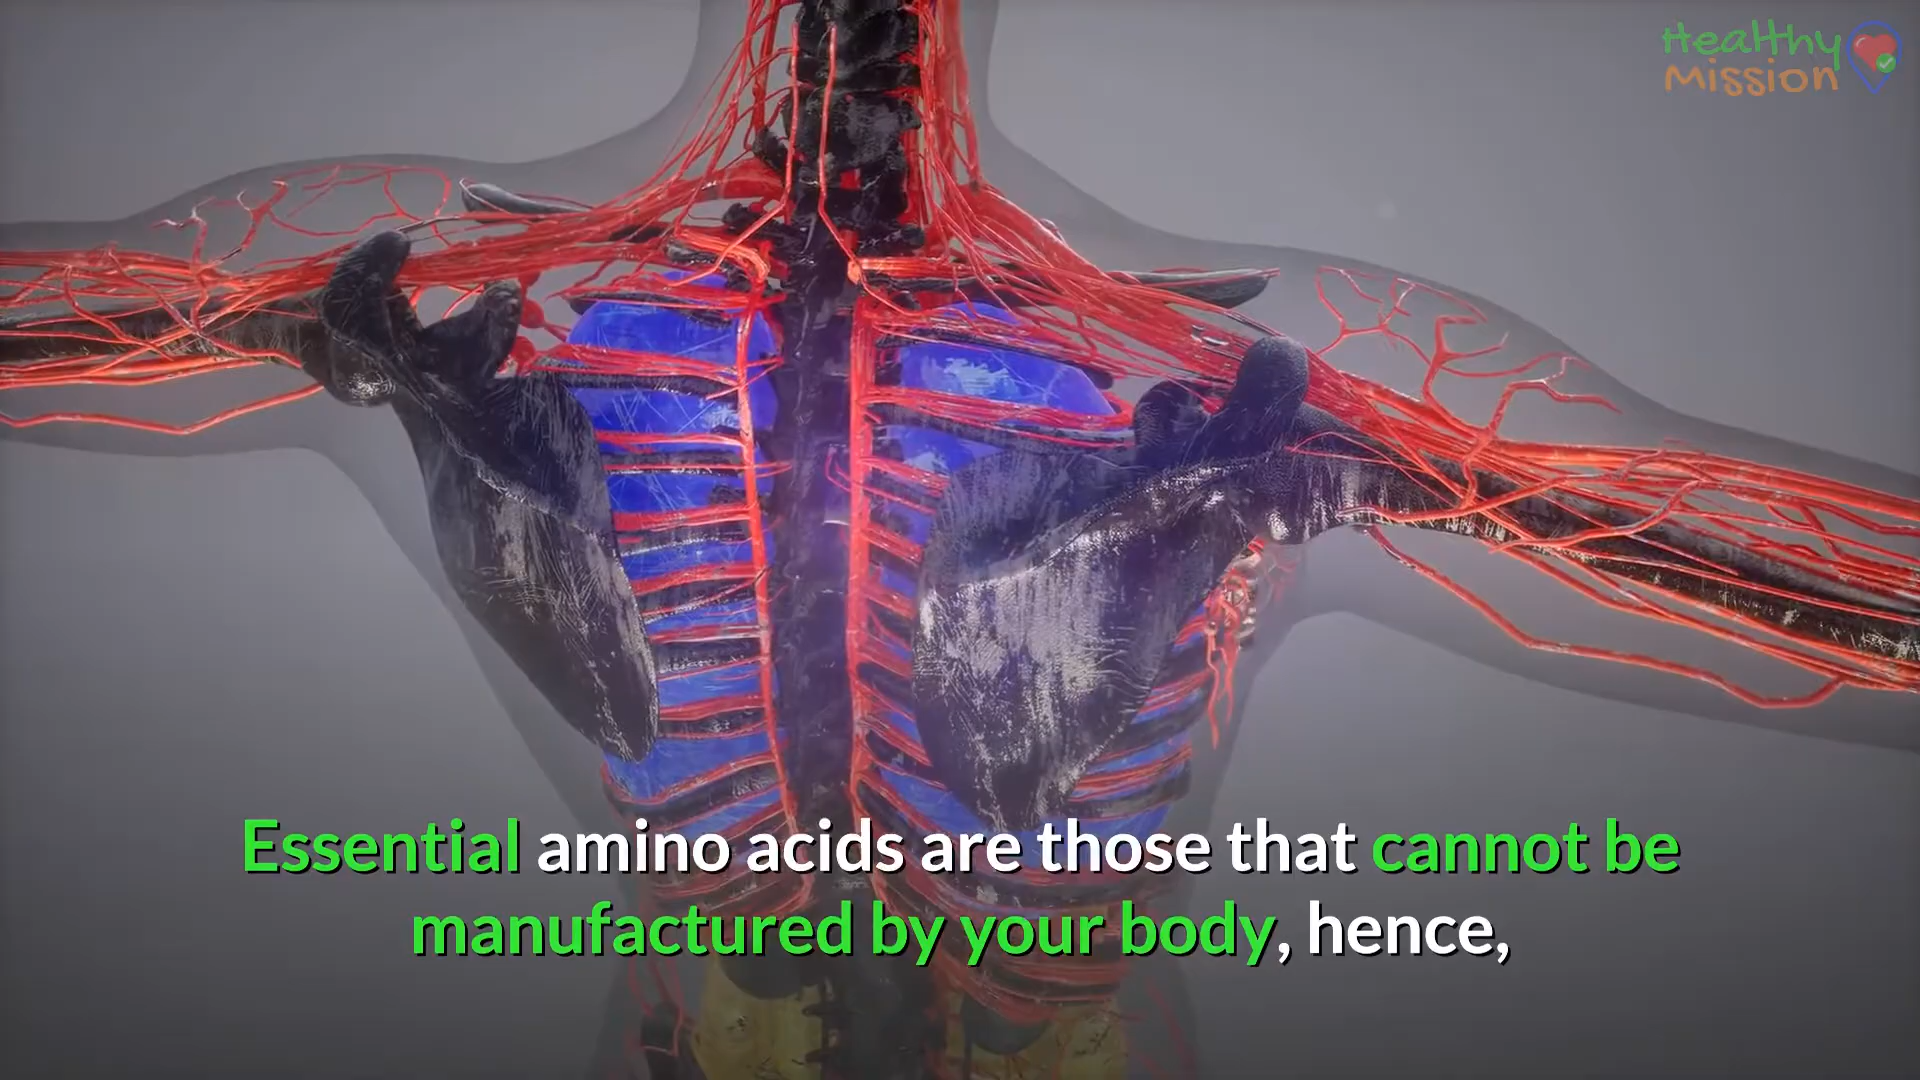 Healthy
Mission
Essential amino acids are those that cannot be
manufactured by your body, hence,